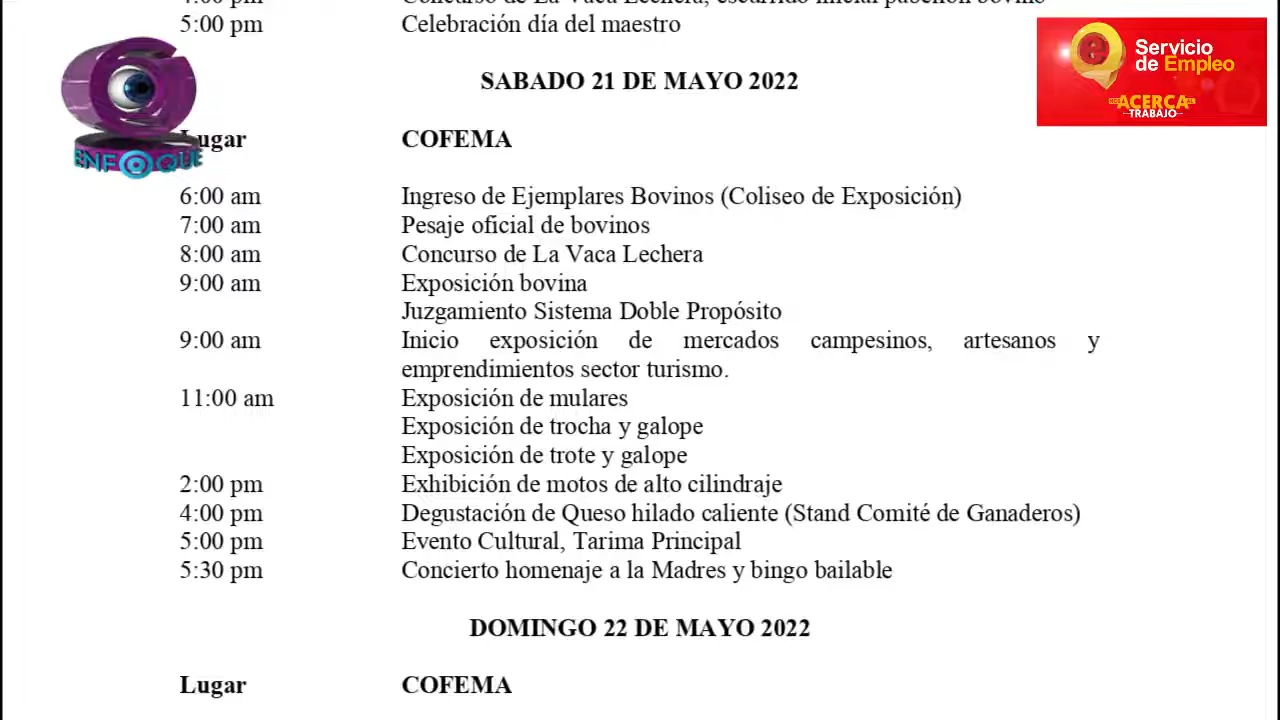 5:00 pm Celebración día del maestro
Servicio
de Empleo
ACERCA
TRABAJO
SABADO 21 DE MAYO 2022
ENFOQUE
Lugar COFEMA
6:00 am Ingreso de Ejemplares Bovinos (Coliseo de Exposición)
7:00 am Pesaje oficial de bovinos
8:00 am Concurso de La Vaca Lechera
9:00 am Exposición bovina
Juzgamiento Sistema Doble Propósito
9:00 am Inicio exposición de mercados campesinos, artesanos y
emprendimientos sector turismo.
11:00 am Exposición de mulares
Exposición de trocha y galope
Exposición de trote y galope
2:00 pm Exhibición de motos de alto cilindraje
4:00 pm Degustación de Queso hilado caliente (Stand Comité de Ganaderos)
5:00 pm Evento Cultural, Tarima Principal
5:30 pm Concierto homenaje a la Madres y bingo bailable
DOMINGO 22 DE MAYO 2022
Lugar COFEMA